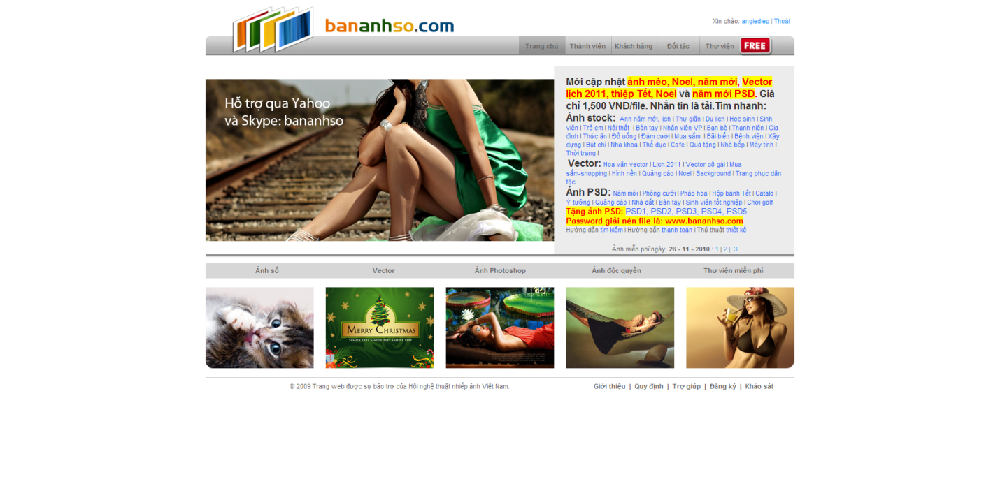 bananhso.com
Xin chào: angiediep | Thoát
Trang chủ Thành viên Khách hàng Đối tác Thư viện FREE
Hỗ trợ qua Yahoo
và Skype: bananhso
Mới cập nhật ảnh mèo, Noel, năm mới, Vector
lịch 2011, thiệp Tết, Noel và năm mới PSD. Giá
chỉ 1,500 VNĐ/file. Nhắn tin là tải.Tìm nhanh:
Ảnh stock: Ảnh năm mới, lịch I Thư giãn I Du lịch I Học sinh I Sinh
viên I Trẻ em I Nội thất I Bàn tay I Nhân viên VP I Bạn bè I Thanh niên I Gia
đình I Thức ăn I Đồ uống I Đám cưới I Mua sắm I Bãi biển I Bệnh viện I Xây
dựng I Bút chì I Nha khoa I Thể dục I Cafe I Quà tặng I Nhà bếp I Máy tính I
Thời trang I
Vector: Hoa văn vector I Lịch 2011 I Vector cô gái I Mua
sắm-shopping I Hình nền I Quảng cáo I Noel I Background I Trang phục dân
tộc
Ảnh PSD: Năm mới I Phông cưới I Pháo hoa I Hộp bánh Tết I Catalo I
Ý tưởng I Quảng cáo I Nhà đất I Bàn tay I Sinh viên tốt nghiệp I Chơi golf
Tặng ảnh PSD: PSD1, PSD2, PSD3, PSD4, PSD5
Password giải nén file là: www.bananhso.com
Hướng dẫn tìm kiếm I Hướng dẫn thanh toán I Thủ thuật thiết kế
Ảnh miễn phí ngày 26 - 11 - 2010 : 1 | 2 | 3
Ảnh số Vector Ảnh Photoshop Ảnh độc quyền Thư viện miễn phí
MERRY CHRISTMAS
SAMPLE TEXT SAMPLE TEXT SAMPLE TEXT
© 2009 Trang web được sự bảo trợ của Hội nghệ thuật nhiếp ảnh Việt Nam.
Giới thiệu | Quy định | Trợ giúp | Đăng ký | Khảo sát